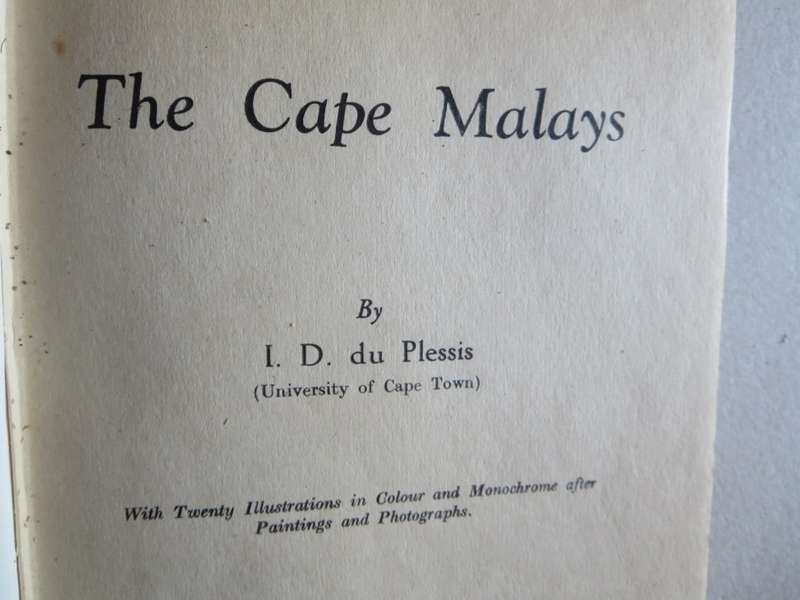 The Cape Malays
By
I. D. du Plessis
(University of Cape Town)
With Twenty Illustrations in Colour and Monochrome after
Paintings and Photographs.